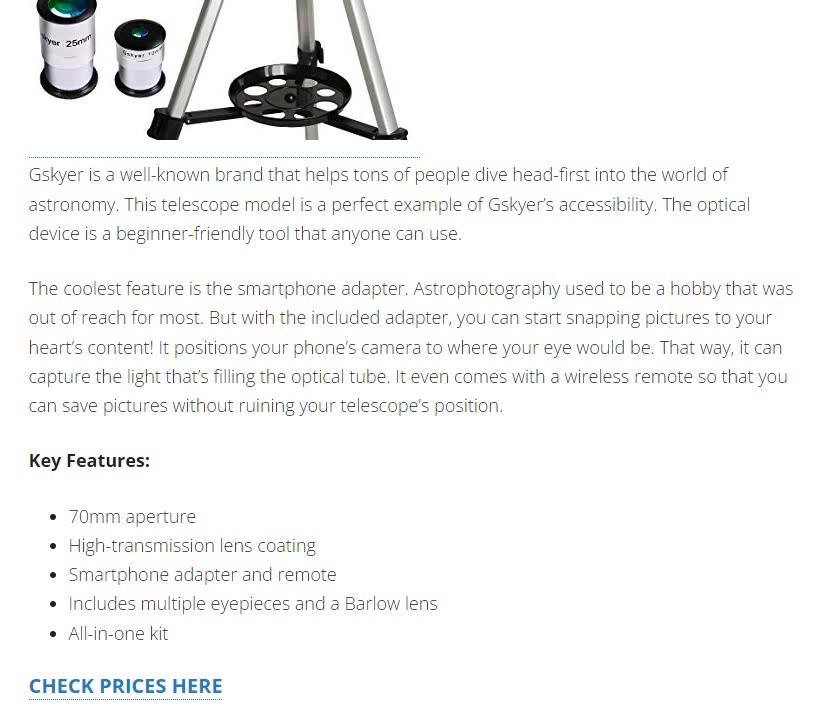 25mm
Gskyer
Gskyer is a well-known brand that helps tons of people dive head-first into the world of
astronomy. This telescope model is a perfect example of Gskyer’s accessibility. The optical
device is a beginner-friendly tool that anyone can use.
The coolest feature is the smartphone adapter. Astrophotography used to be a hobby that was
out of reach for most. But with the included adapter, you can start snapping pictures to your
heart’s content! It positions your phone’s camera to where your eye would be. That way, it can
capture the light that’s filling the optical tube. It even comes with a wireless remote so that you
can save pictures without ruining your telescope’s position.
Key Features:
70mm aperture
High-transmission lens coating
Smartphone adapter and remote
Includes multiple eyepieces and a Barlow lens
All-in-one kit
CHECK PRICES HERE